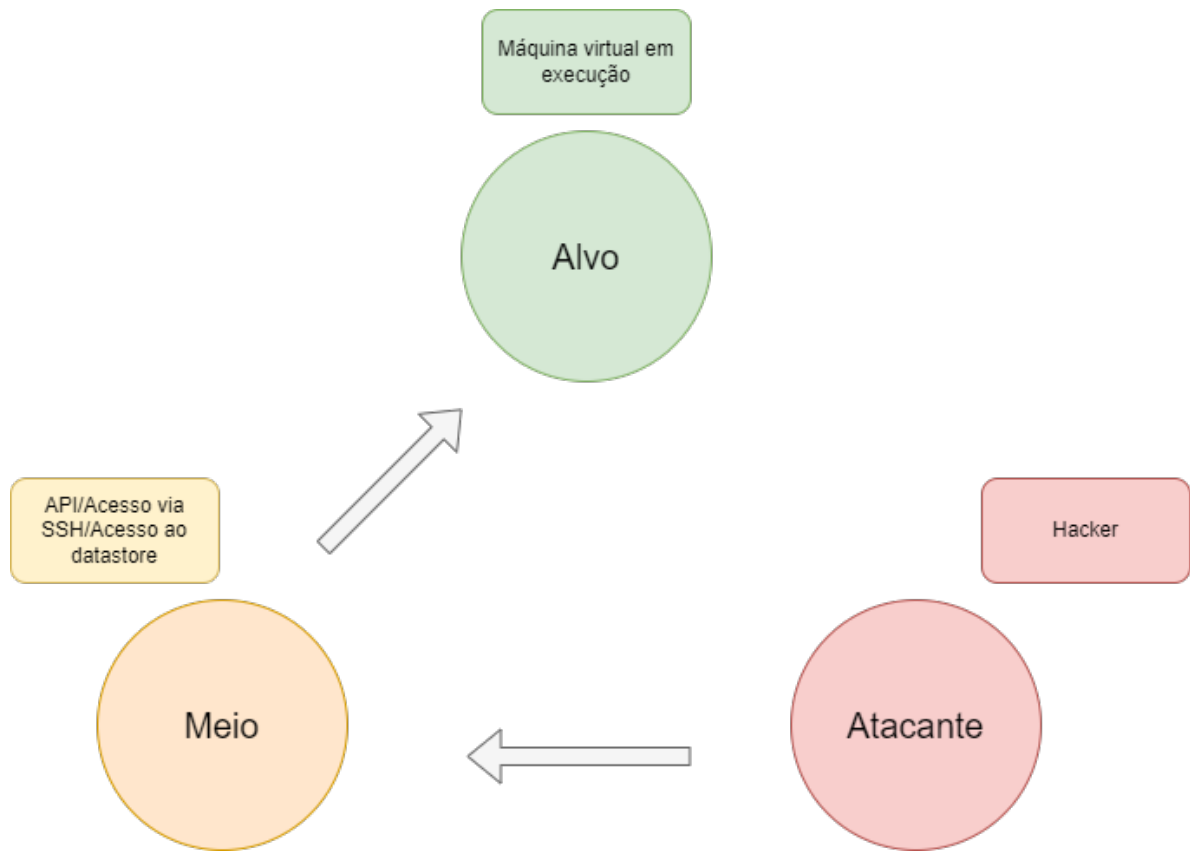 Máquina virtual em
execução
Alvo
API/Acesso via
SSH/Acesso ao
datastore
Hacker
Meio
Atacante